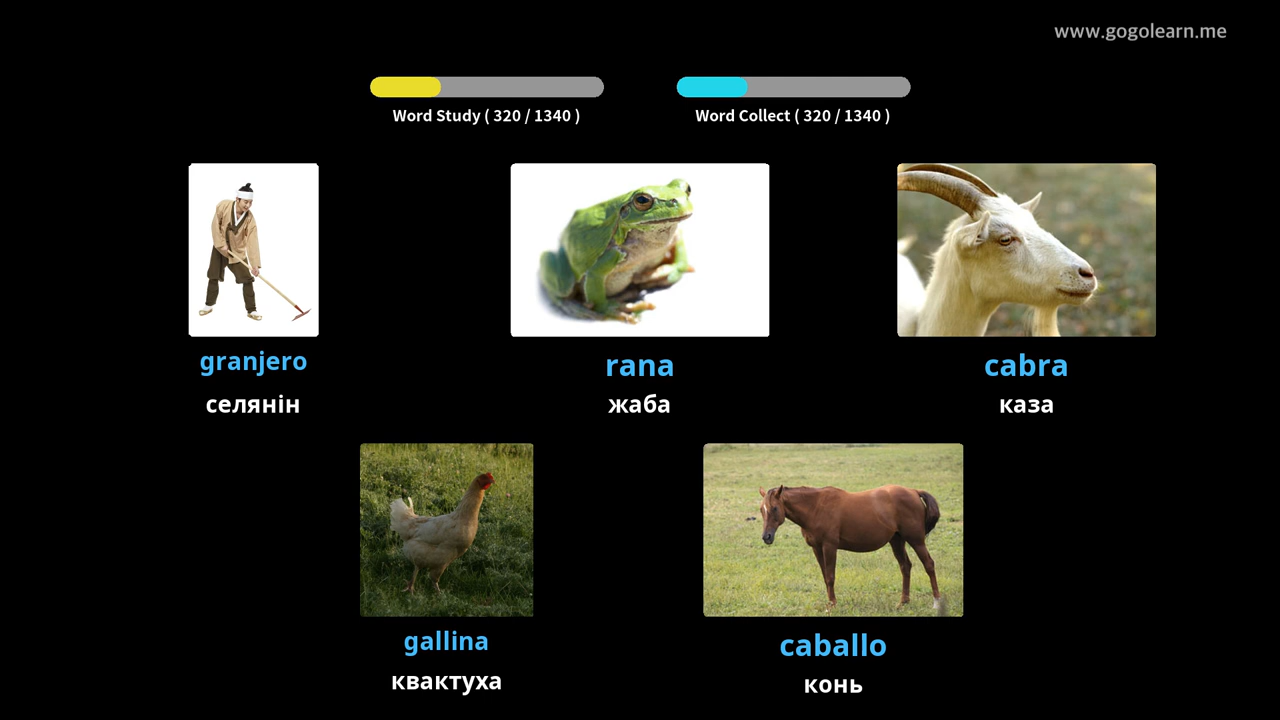 www.gogolearn.me
Word Study ( 320 / 1340 )
Word Collect ( 320 / 1340 )
granjero
селянін
rana
жаба
cabra
каза
gallina
квактуха
caballo
конь